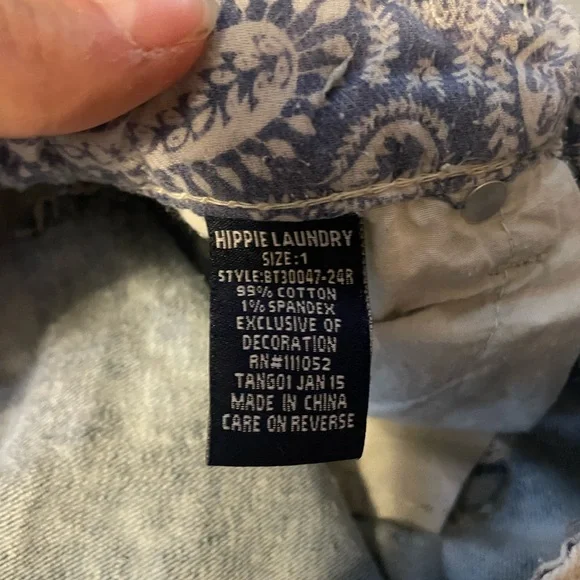 HIPPIE LAUNDRY
SIZE:1
STYLE:BT30047-24R
99% COTTON
1% SPANDEX
EXCLUSIVE OF
DECORATION
RN#111052
TANG01 JAN 15
MADE IN CHINA
CARE ON REVERSE